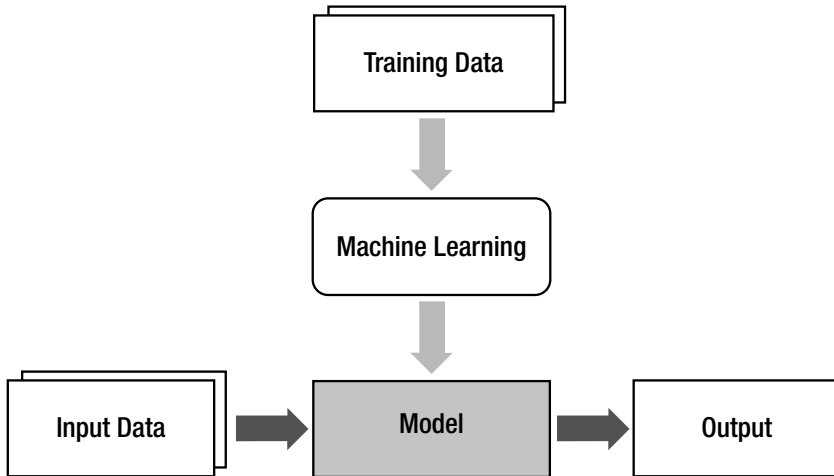 Training Data
Machine Learning
Input Data
Model
Output